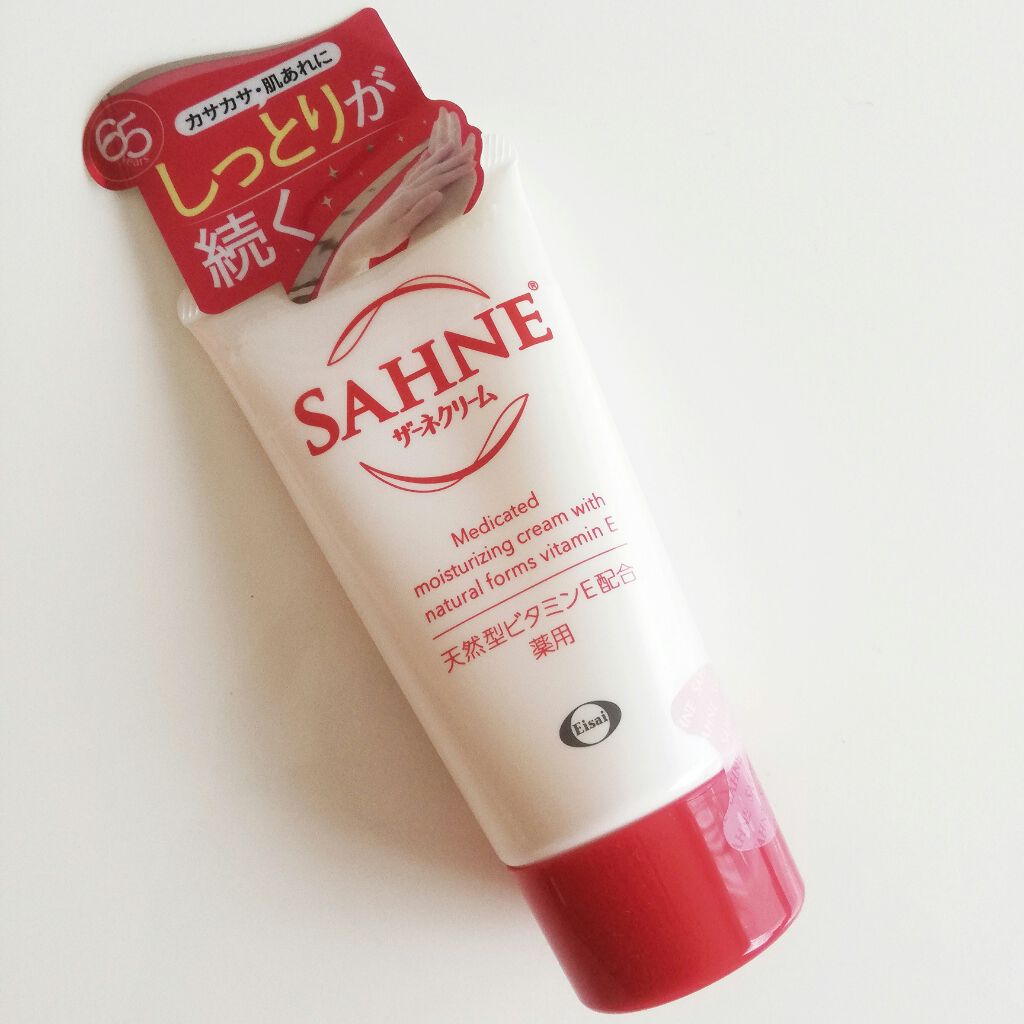 65
years
カサカサ・肌あれに
しっとりが
続く
SAHNE®
ザーネクリーム
Medicated
moisturizing cream with
natural forms vitamin E
天然型ビタミンE配合
薬用
Eisai